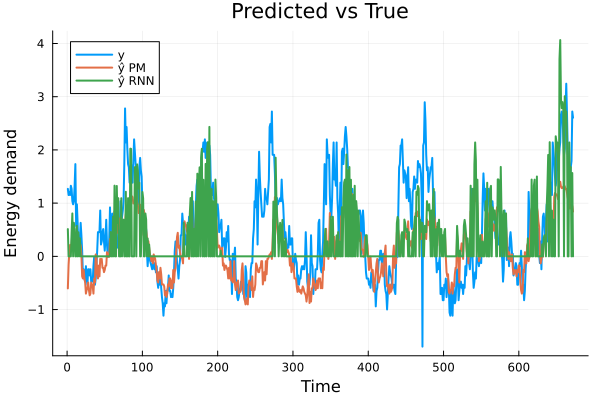 Predicted vs True
y
ŷ PM
ŷ RNN
Energy demand
4
3
2
1
0
−1
0 100 200 300 400 500 600
Time